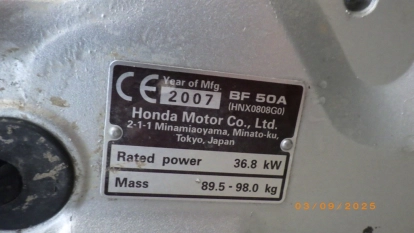 CE Year of Mfg.
2007 BF 50A
(HNX0808G0)
Honda Motor Co., Ltd.
2-1-1 Minamiaoyama, Minato-ku,
Tokyo, Japan
Rated power 36.8 kW
Mass 89.5 - 98.0 kg
03/09/2025